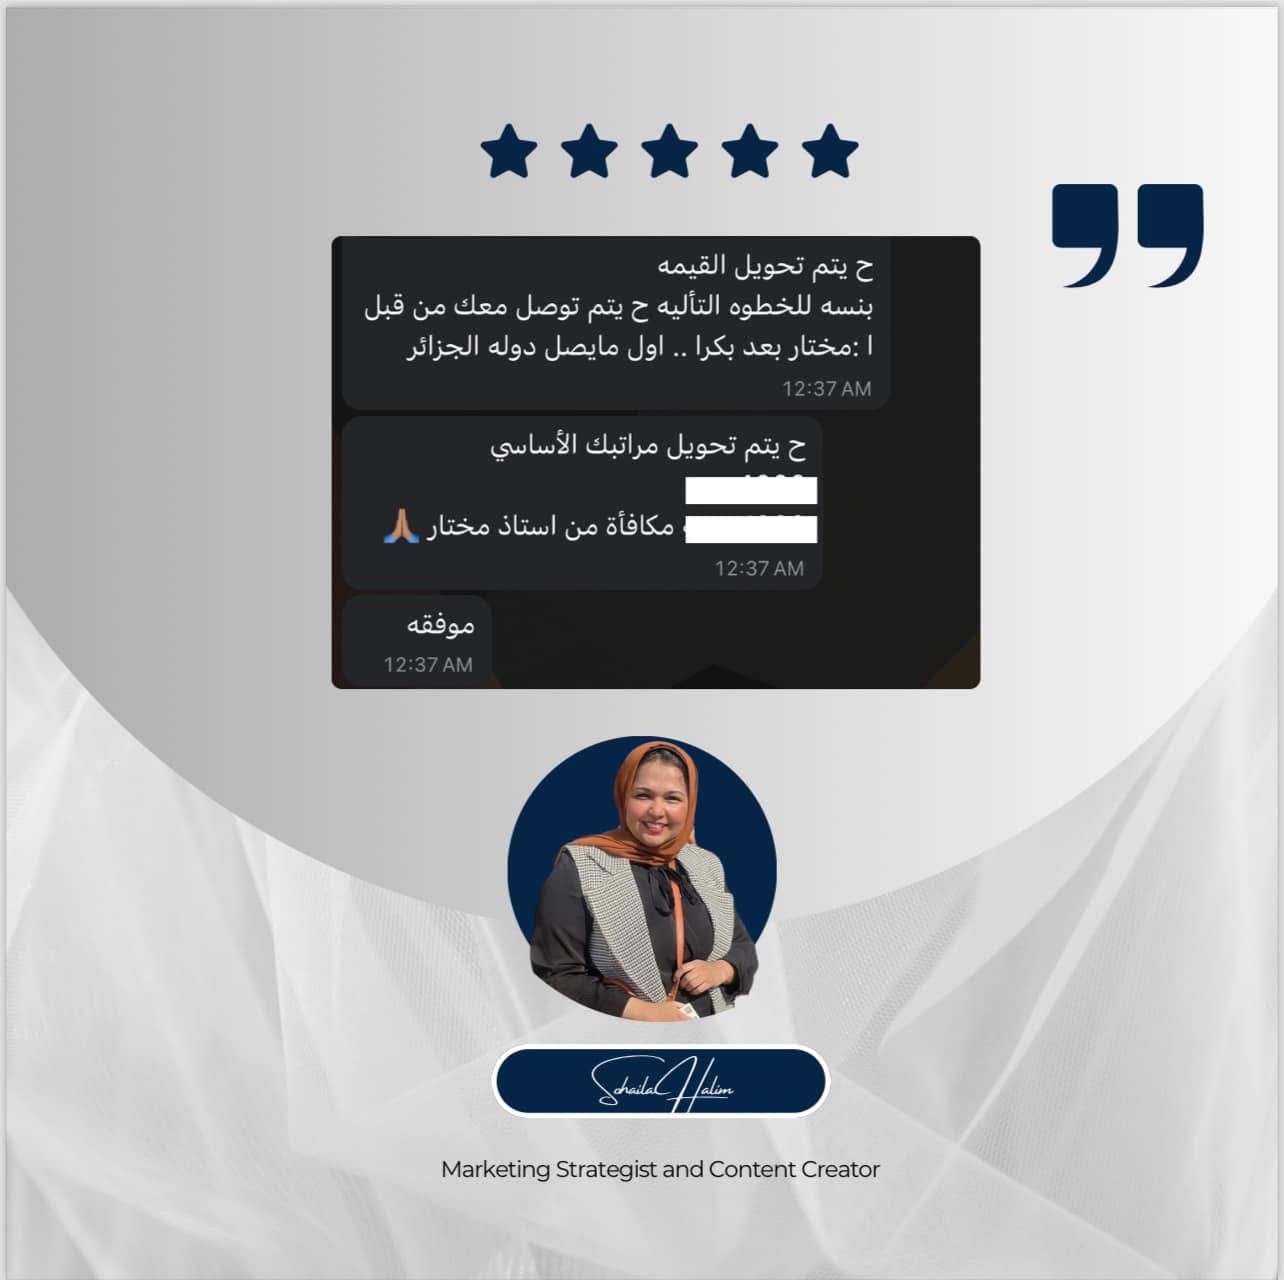 ح يتم تحويل القيمه
بنسه للخطوه التأليه ح يتم توصل معك من قبل
ا :مختار بعد بكرا .. اول مايصل دوله الجزائر
12:37 AM
ح يتم تحويل مراتبك الأساسي
مكافأة من استاذ مختار 🙏🏽
12:37 AM
موفقه
12:37 AM
Sohaila Halim
Marketing Strategist and Content Creator